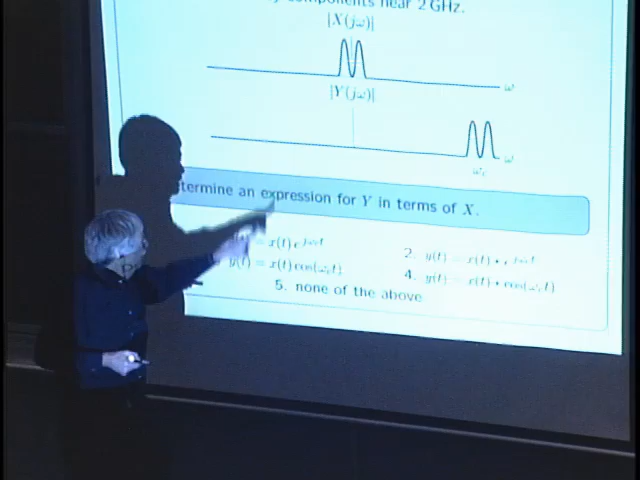 components near 2 GHz.
|X(jω)|
ω
|Y(jω)|
ω
ω_c
termine an expression for Y in terms of X.
= x(t) e^{jω_c t}
2. y(t) = x(t) * e^{jω_c t}
y(t) = x(t) cos(ω_c t)
4. y(t) = x(t) * cos(ω_c t)
5. none of the above